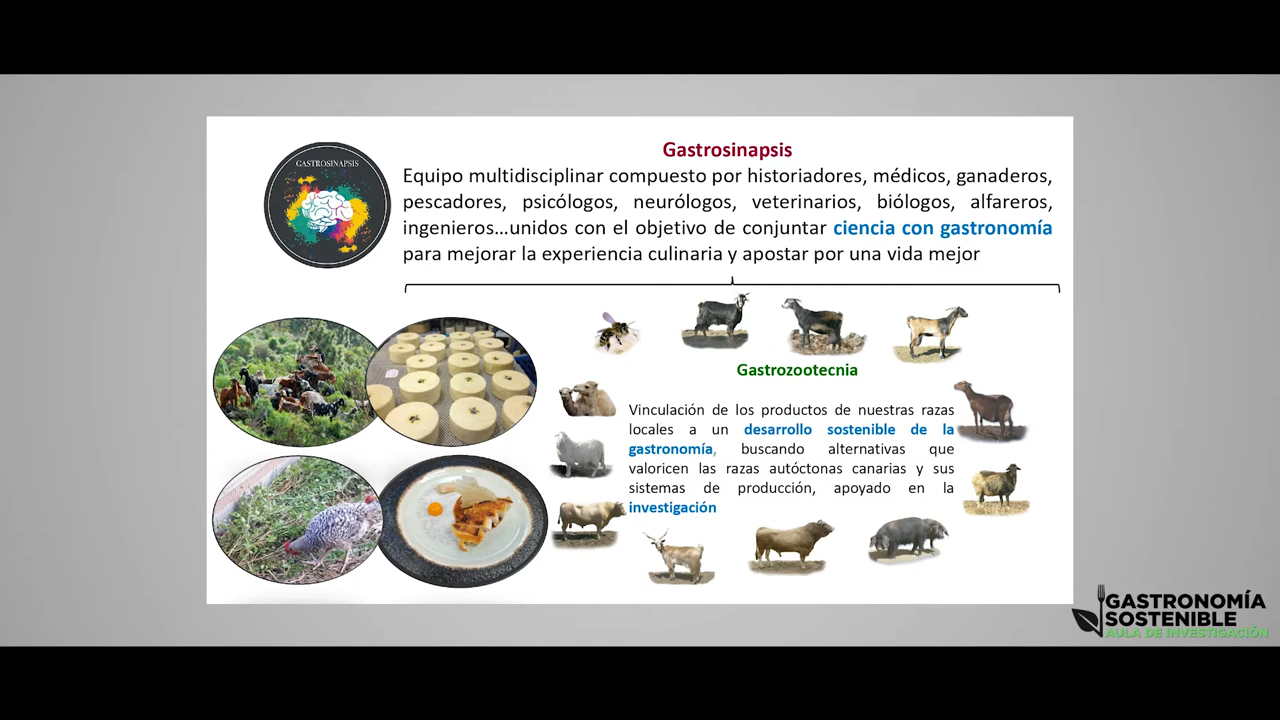 GASTROSINAPSIS
Gastrosinapsis
Equipo multidisciplinar compuesto por historiadores, médicos, ganaderos,
pescadores, psicólogos, neurólogos, veterinarios, biólogos, alfareros,
ingenieros...unidos con el objetivo de conjuntar ciencia con gastronomía
para mejorar la experiencia culinaria y apostar por una vida mejor
Gastrozootecnia
Vinculación de los productos de nuestras razas
locales a un desarrollo sostenible de la
gastronomía, buscando alternativas que
valoricen las razas autóctonas canarias y sus
sistemas de producción, apoyado en la
investigación
GASTRONOMÍA
SOSTENIBLE
AULA DE INVESTIGACIÓN